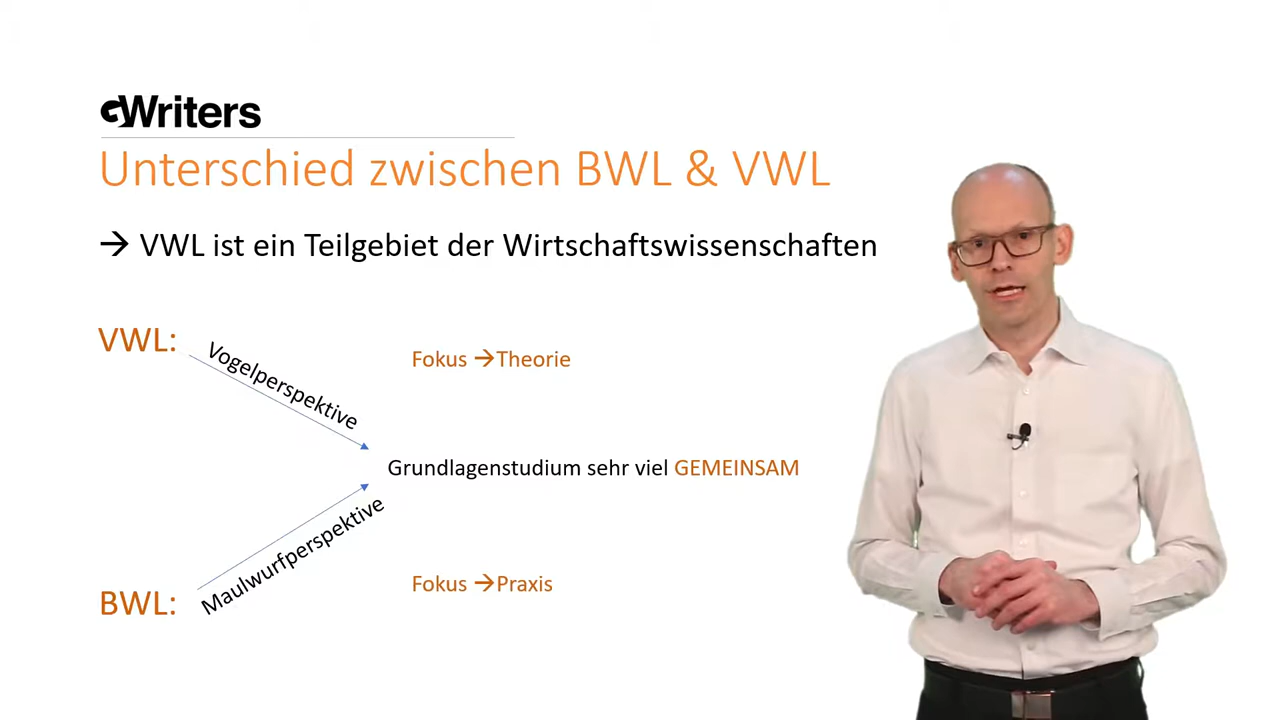 GWriters
Unterschied zwischen BWL & VWL
→ VWL ist ein Teilgebiet der Wirtschaftswissenschaften
VWL:
Vogelperspektive
Fokus →Theorie
Grundlagenstudium sehr viel GEMEINSAM
Maulwurfperspektive
Fokus →Praxis
BWL: